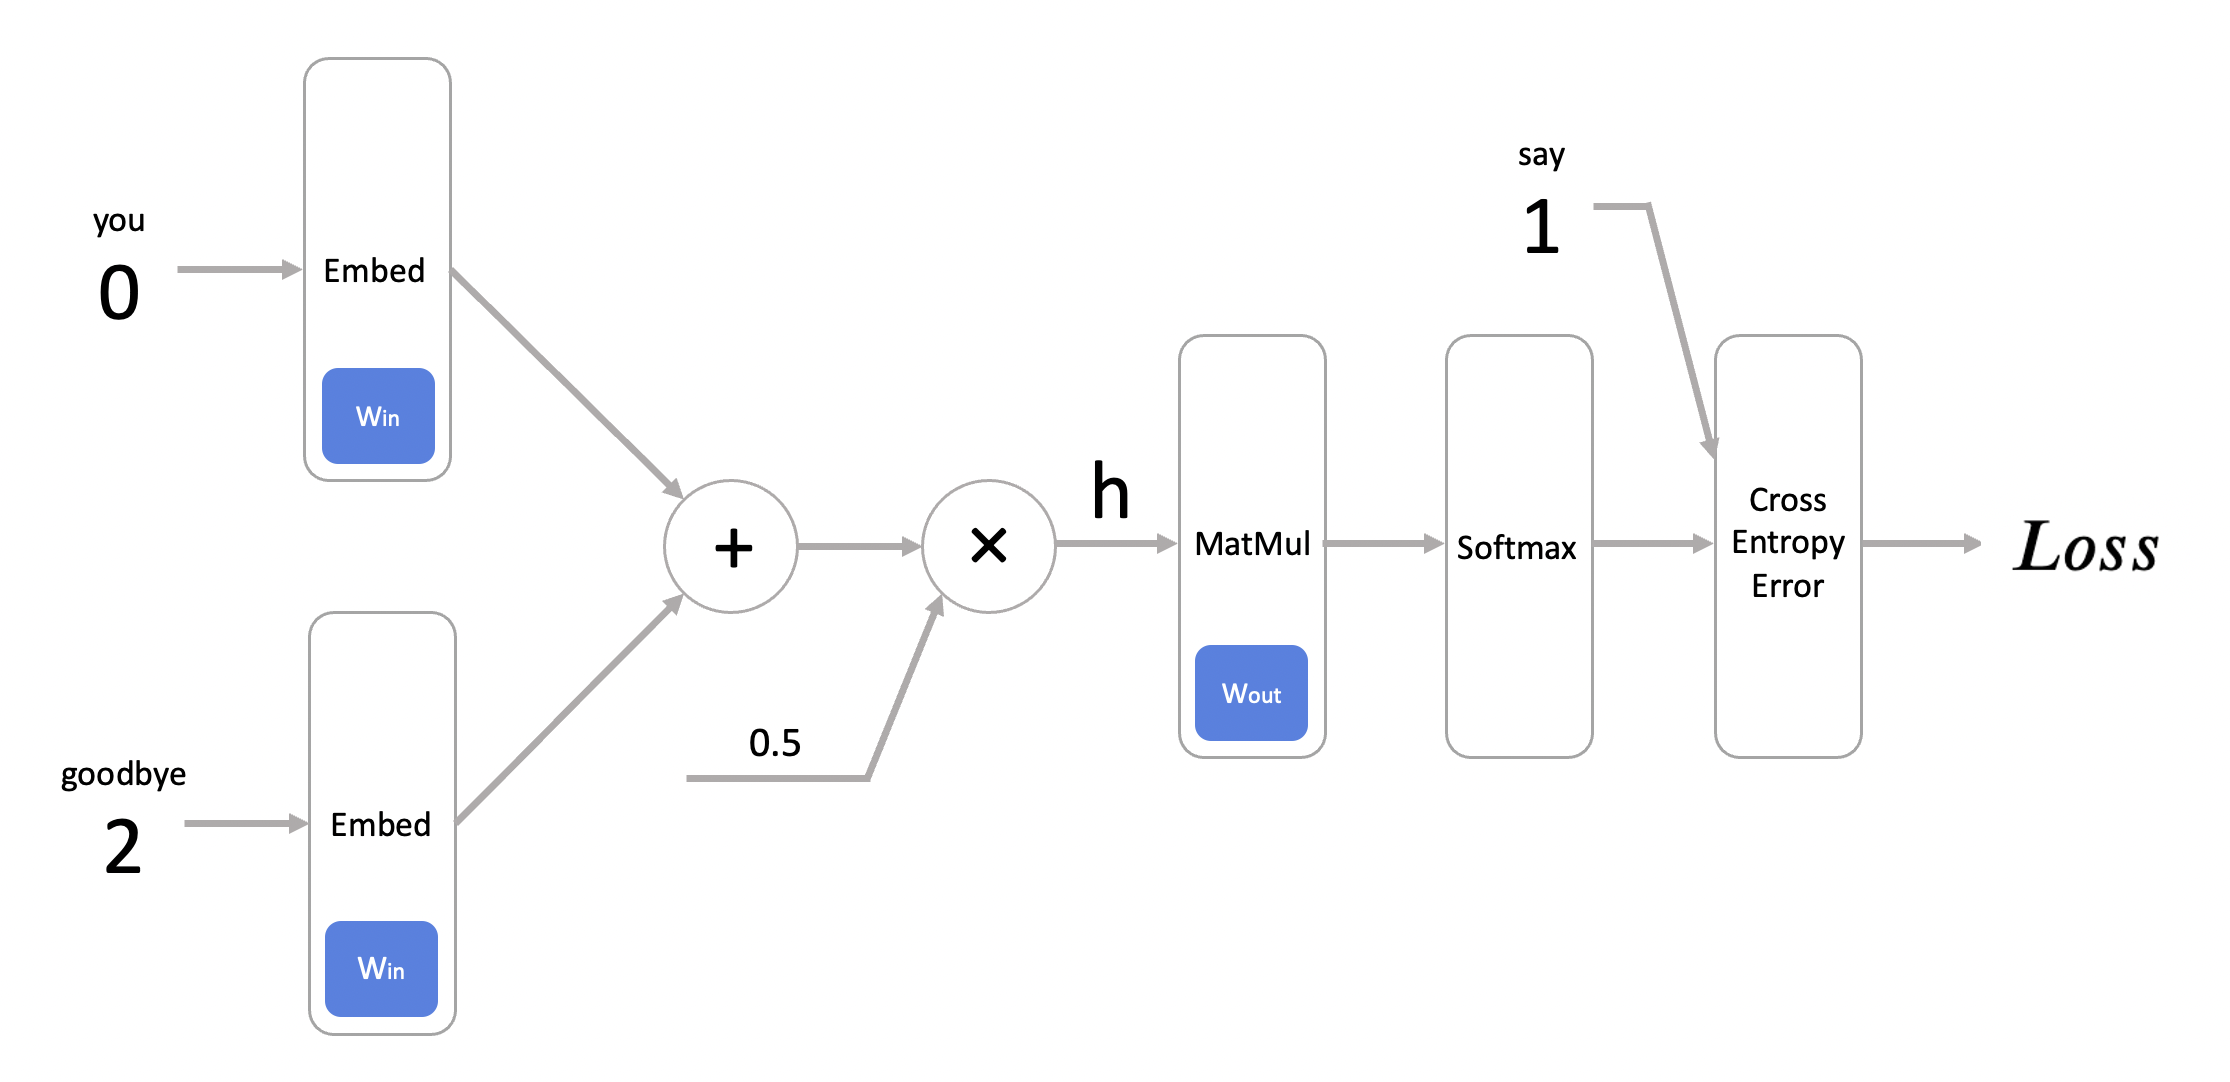 you
0
Embed
Win
goodbye
2
Embed
Win
+
0.5
×
h
MatMul
Wout
Softmax
say
1
Cross
Entropy
Error
Loss